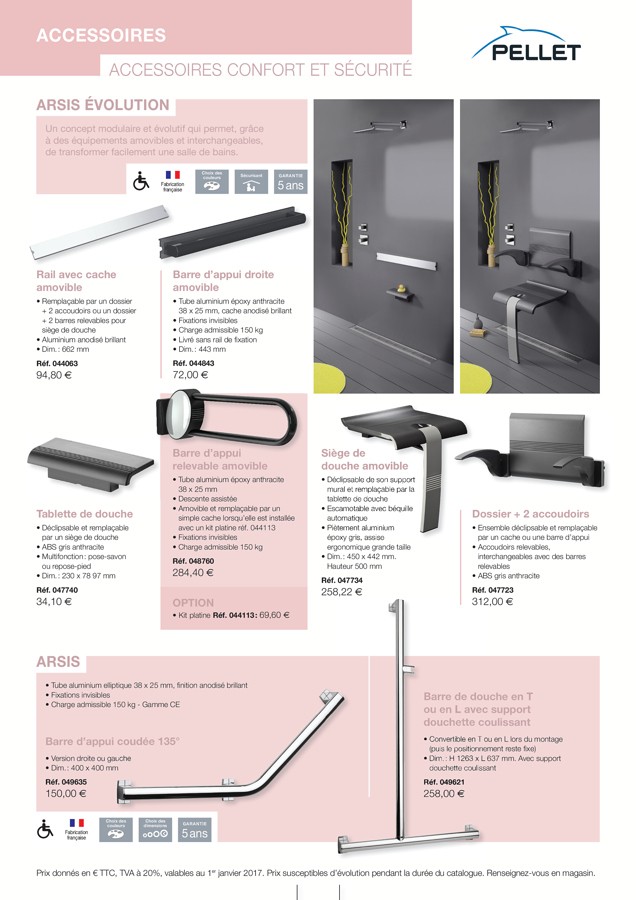 ACCESSOIRES
PELLET
ACCESSOIRES CONFORT ET SÉCURITÉ
ARSIS ÉVOLUTION
Un concept modulaire et évolutif qui permet, grâce
à des équipements amovibles et interchangeables,
de transformer facilement une salle de bains.
Fabrication
française
Choix des
couleurs
Sécurisant
GARANTIE
5 ans
Rail avec cache
amovible
• Remplaçable par un dossier
+ 2 accoudoirs ou un dossier
+ 2 barres relevables pour
siège de douche
• Aluminium anodisé brillant
• Dim.: 662 mm
Réf. 044063
94,80 €
Barre d'appui droite
amovible
• Tube aluminium époxy anthracite
38 x 25 mm, cache anodisé brillant
• Fixations invisibles
• Charge admissible 150 kg
• Livré sans rail de fixation
• Dim.: 443 mm
Réf. 044843
72,00 €
Tablette de douche
• Déclipsable et remplaçable
par un siège de douche
• ABS gris anthracite
• Multifonction: pose-savon
ou repose-pied
• Dim.: 230 x 78 97 mm
Réf. 047740
34,10 €
Barre d'appui
relevable amovible
• Tube aluminium époxy anthracite
38 x 25 mm
• Descente assistée
• Amovible et remplaçable par un
simple cache lorsqu'elle est installée
avec un kit platine réf. 044113
• Fixations invisibles
• Charge admissible 150 kg
Réf. 048760
284,40 €
OPTION
• Kit platine Réf. 044113: 69,60 €
Siège de
douche amovible
• Déclipsable de son support
mural et remplaçable par la
tablette de douche
• Escamotable avec béquille
automatique
• Piètement aluminium
époxy gris, assise
ergonomique grande taille
• Dim.: 450 x 442 mm.
Hauteur 500 mm
Réf. 047734
258,22 €
Dossier + 2 accoudoirs
• Ensemble déclipsable et remplaçable
par un cache ou une barre d'appui
• Accoudoirs relevables,
interchangeables avec des barres
relevables
• ABS gris anthracite
Réf. 047723
312,00 €
ARSIS
• Tube aluminium elliptique 38 x 25 mm, finition anodisé brillant
• Fixations invisibles
• Charge admissible 150 kg - Gamme CE
Barre d'appui coudée 135°
• Version droite ou gauche
• Dim.: 400 x 400 mm
Réf. 049635
150,00 €
Barre de douche en T
ou en L avec support
douchette coulissant
• Convertible en T ou en L lors du montage
(puis le positionnement reste fixe)
• Dim.: H 1263 x L 637 mm. Avec support
douchette coulissant
Réf. 049621
258,00 €
Fabrication
française
Choix des
couleurs
Choix des
dimensions
GARANTIE
5 ans
Prix donnés en € TTC, TVA à 20%, valables au 1er janvier 2017. Prix susceptibles d'évolution pendant la durée du catalogue. Renseignez-vous en magasin.